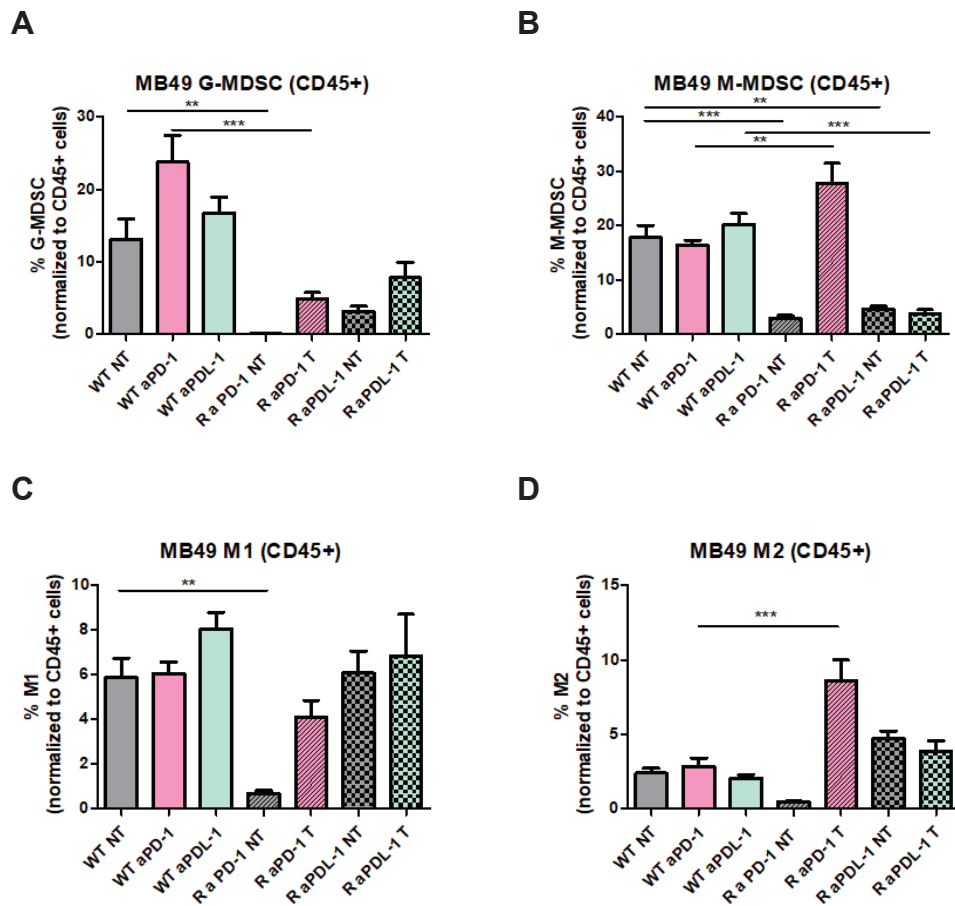 A
MB49 G-MDSC (CD45+)
% G-MDSC
(normalized to CD45+ cells)
30
20
10
0
**
***
WT NT
WT aPD-1
WT aPDL-1
R a PD-1 NT
R aPD-1 T
R aPDL-1 NT
R aPDL-1 T
B
MB49 M-MDSC (CD45+)
% M-MDSC
(normalized to CD45+ cells)
40
30
20
10
0
**
***
***
**
WT NT
WT aPD-1
WT aPDL-1
R a PD-1 NT
R aPD-1 T
R aPDL-1 NT
R aPDL-1 T
C
MB49 M1 (CD45+)
% M1
(normalized to CD45+ cells)
10
8
6
4
2
0
**
WT NT
WT aPD-1
WT aPDL-1
R a PD-1 NT
R aPD-1 T
R aPDL-1 NT
R aPDL-1 T
D
MB49 M2 (CD45+)
% M2
(normalized to CD45+ cells)
15
10
5
0
***
WT NT
WT aPD-1
WT aPDL-1
R a PD-1 NT
R aPD-1 T
R aPDL-1 NT
R aPDL-1 T